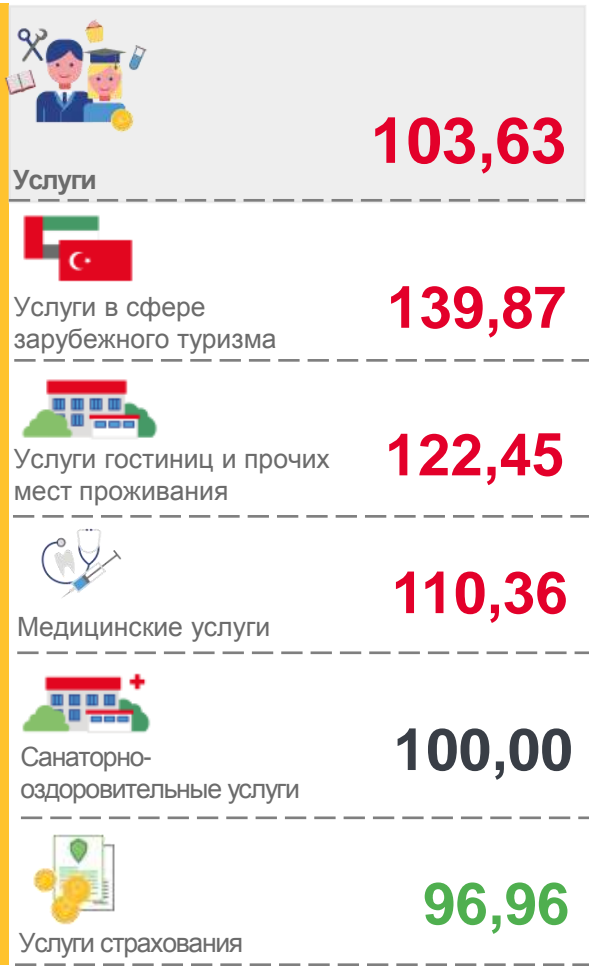 103,63
Услуги
Услуги в сфере
зарубежного туризма
139,87
Услуги гостиниц и прочих
мест проживания
122,45
110,36
Медицинские услуги
100,00
Санаторно-
оздоровительные услуги
96,96
Услуги страхования